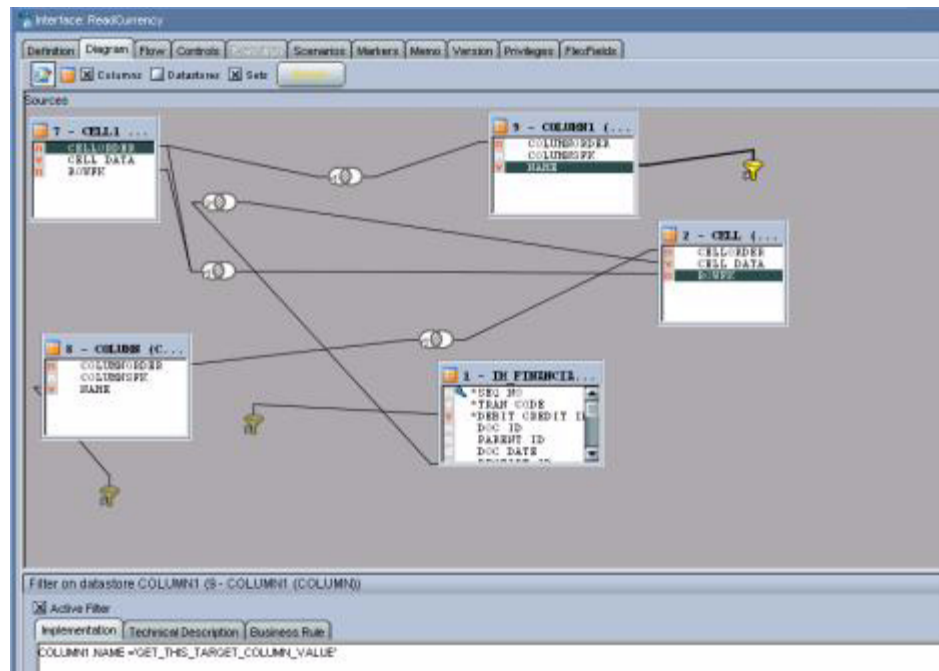 Interface: ReadCurrency
Definition Diagram Flow Controls Scenarios Markers Memo Version Privileges FlexFields
Columns Datastores Sets
Sources
7 - CELL1 ...
CELLORDER
CELL DATA
ROWFK
9 - COLUMN1 (...
COLUMNORDER
COLUMNSFK
NAME
2 - CELL (...
CELLORDER
CELL DATA
ROWFK
8 - COLUMN (C...
COLUMNORDER
COLUMNSFK
NAME
1 - IM FINANCIA...
*SEQ NO
*TRAN CODE
*DEBIT CREDIT I
DOC ID
PARENT ID
DOC DATE
Filter on datastore COLUMN1 (9 - COLUMN1 (COLUMN))
Active Filter
Implementation Technical Description Business Rule
COLUMN1.NAME ='GET_THIS_TARGET_COLUMN_VALUE'